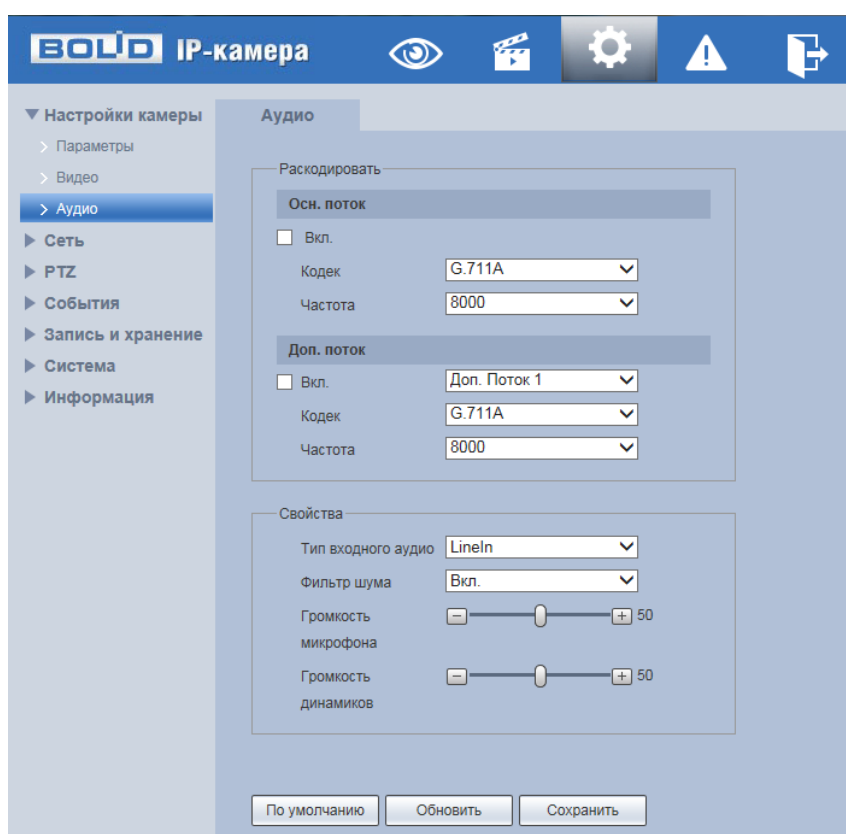 BOLID IP-камера
Настройки камеры
Параметры
Видео
Аудио
Сеть
PTZ
События
Запись и хранение
Система
Информация
Аудио
Раскодировать
Осн. поток
Вкл.
Кодек G.711A
Частота 8000
Доп. поток
Вкл. Доп. Поток 1
Кодек G.711A
Частота 8000
Свойства
Тип входного аудио LineIn
Фильтр шума Вкл.
Громкость микрофона 50
Громкость динамиков 50
По умолчанию Обновить Сохранить